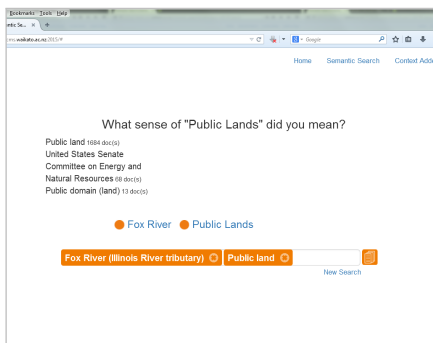 Bookmarks Tools Help
ntic Se... × +
waikato.ac.nz:2015/# Google
Home Semantic Search Context Adde
What sense of "Public Lands" did you mean?
Public land 1684 doc(s)
United States Senate
Committee on Energy and
Natural Resources 68 doc(s)
Public domain (land) 13 doc(s)
Fox River Public Lands
Fox River (Illinois River tributary) Public land
New Search